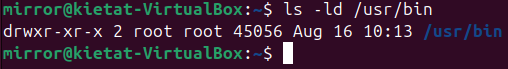 mirror@kietat-VirtualBox:~$ ls -ld /usr/bin
drwxr-xr-x 2 root root 45056 Aug 16 10:13 /usr/bin
mirror@kietat-VirtualBox:~$